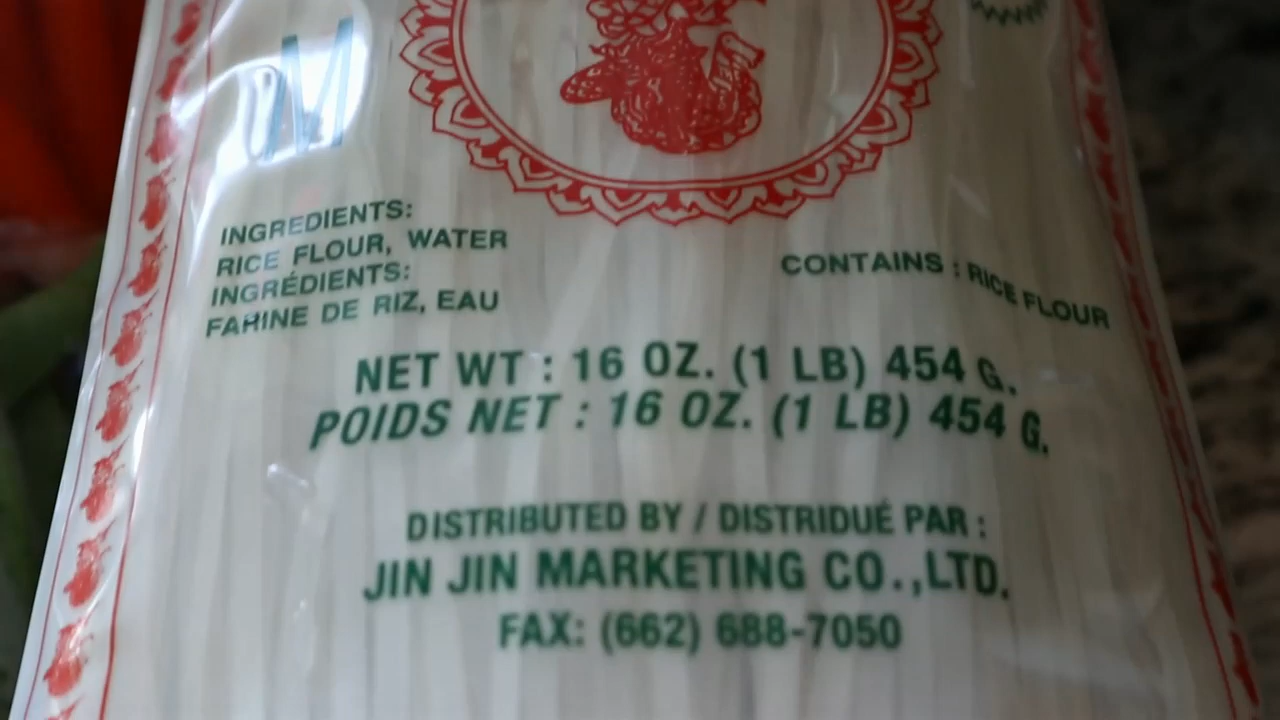 M
INGREDIENTS:
RICE FLOUR, WATER
INGRÉDIENTS:
FARINE DE RIZ, EAU
CONTAINS : RICE FLOUR
NET WT : 16 OZ. (1 LB) 454 G.
POIDS NET : 16 OZ. (1 LB) 454 G.
DISTRIBUTED BY / DISTRIDUÉ PAR :
JIN JIN MARKETING CO.,LTD.
FAX: (662) 688-7050